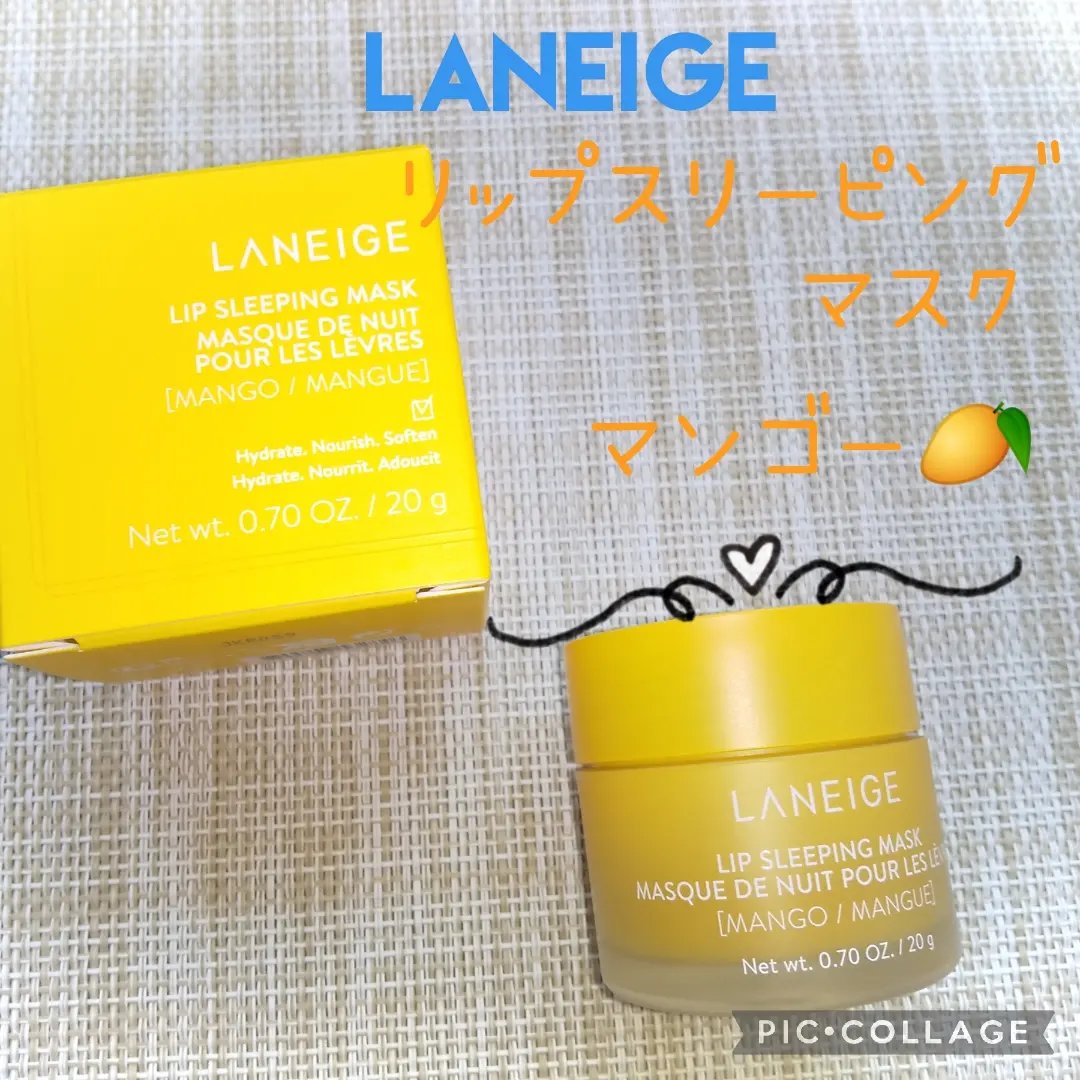 LANEIGE
リップスリーピング
マスク
マンゴー
LANEIGE
LIP SLEEPING MASK
MASQUE DE NUIT
POUR LES LÈVRES
[MANGO / MANGUE]
Hydrate. Nourish. Soften
Hydrate. Nourrit. Adoucit
Net wt. 0.70 OZ. / 20 g
LANEIGE
LIP SLEEPING MASK
MASQUE DE NUIT POUR LES
[MANGO / MANGUE]
Net wt. 0.70 OZ. / 20 g
PIC•COLLAGE